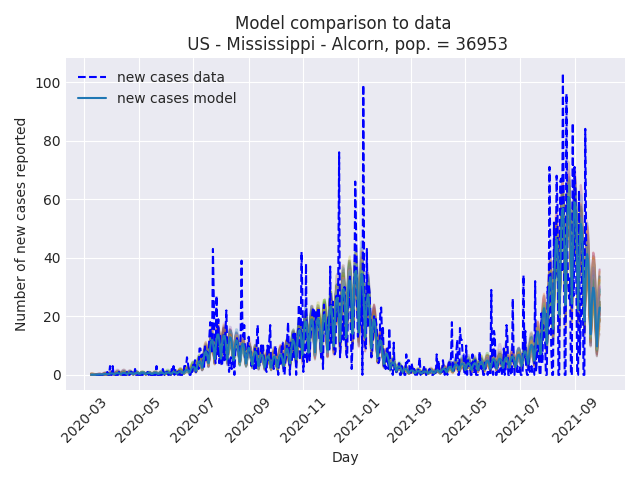 Model comparison to data
US - Mississippi - Alcorn, pop. = 36953
new cases data
new cases model
Number of new cases reported
100
80
60
40
20
0
2020-03
2020-05
2020-07
2020-09
2020-11
2021-01
2021-03
2021-05
2021-07
2021-09
Day